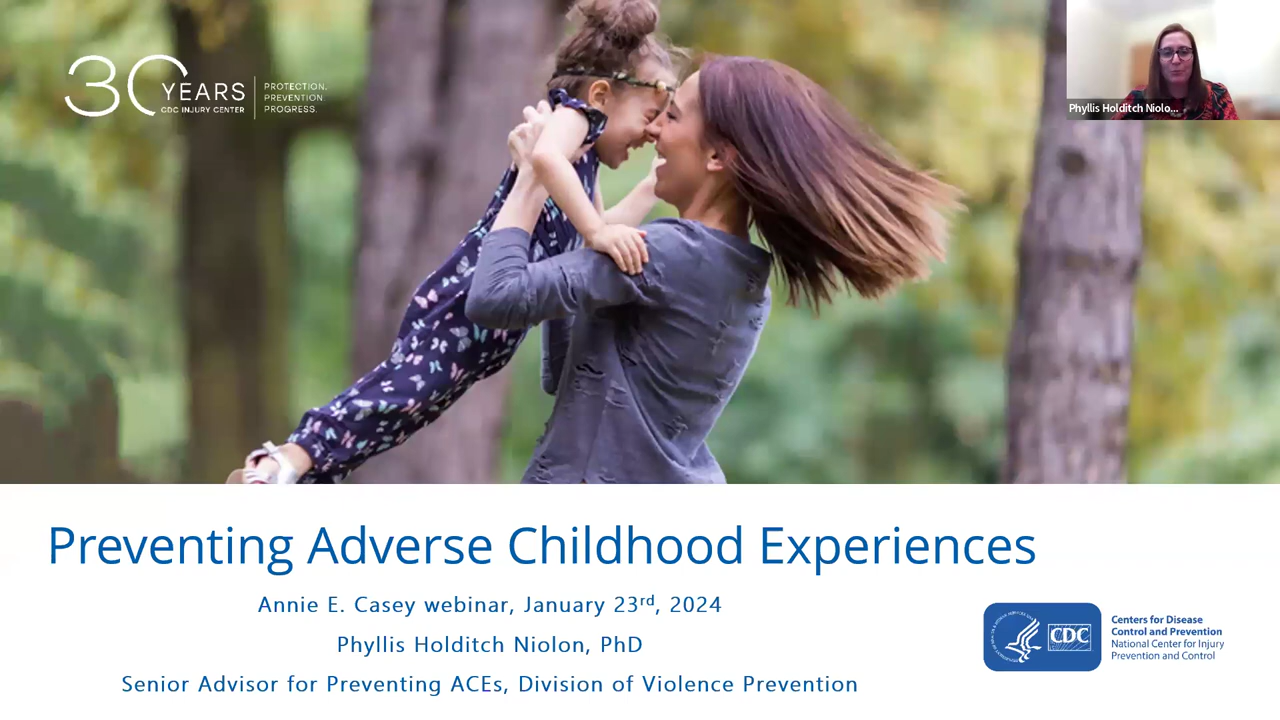 30 YEARS
CDC INJURY CENTER
PROTECTION.
PREVENTION.
PROGRESS.
Phyllis Holditch Niolo...
Preventing Adverse Childhood Experiences
Annie E. Casey webinar, January 23rd, 2024
Phyllis Holditch Niolon, PhD
Senior Advisor for Preventing ACEs, Division of Violence Prevention
CDC
Centers for Disease
Control and Prevention
National Center for Injury
Prevention and Control